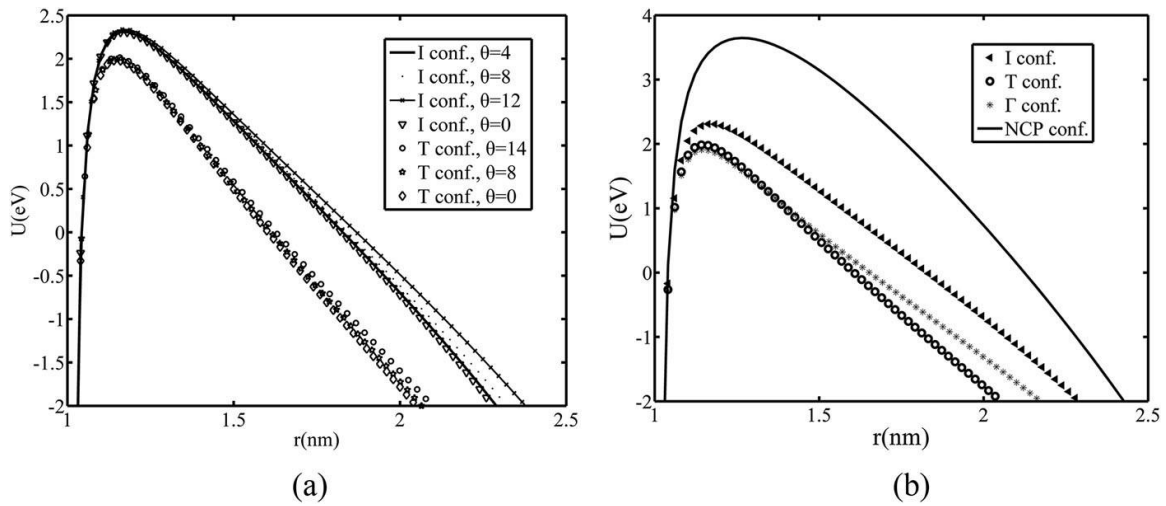 2.5
2
1.5
1
0.5
0
-0.5
-1
-1.5
-2
U(eV)
1
1.5
2
2.5
r(nm)
I conf., θ=4
I conf., θ=8
I conf., θ=12
I conf., θ=0
T conf., θ=14
T conf., θ=8
T conf., θ=0
(a)
4
3
2
1
0
-1
-2
U(eV)
1
1.5
2
2.5
r(nm)
I conf.
T conf.
Γ conf.
NCP conf.
(b)